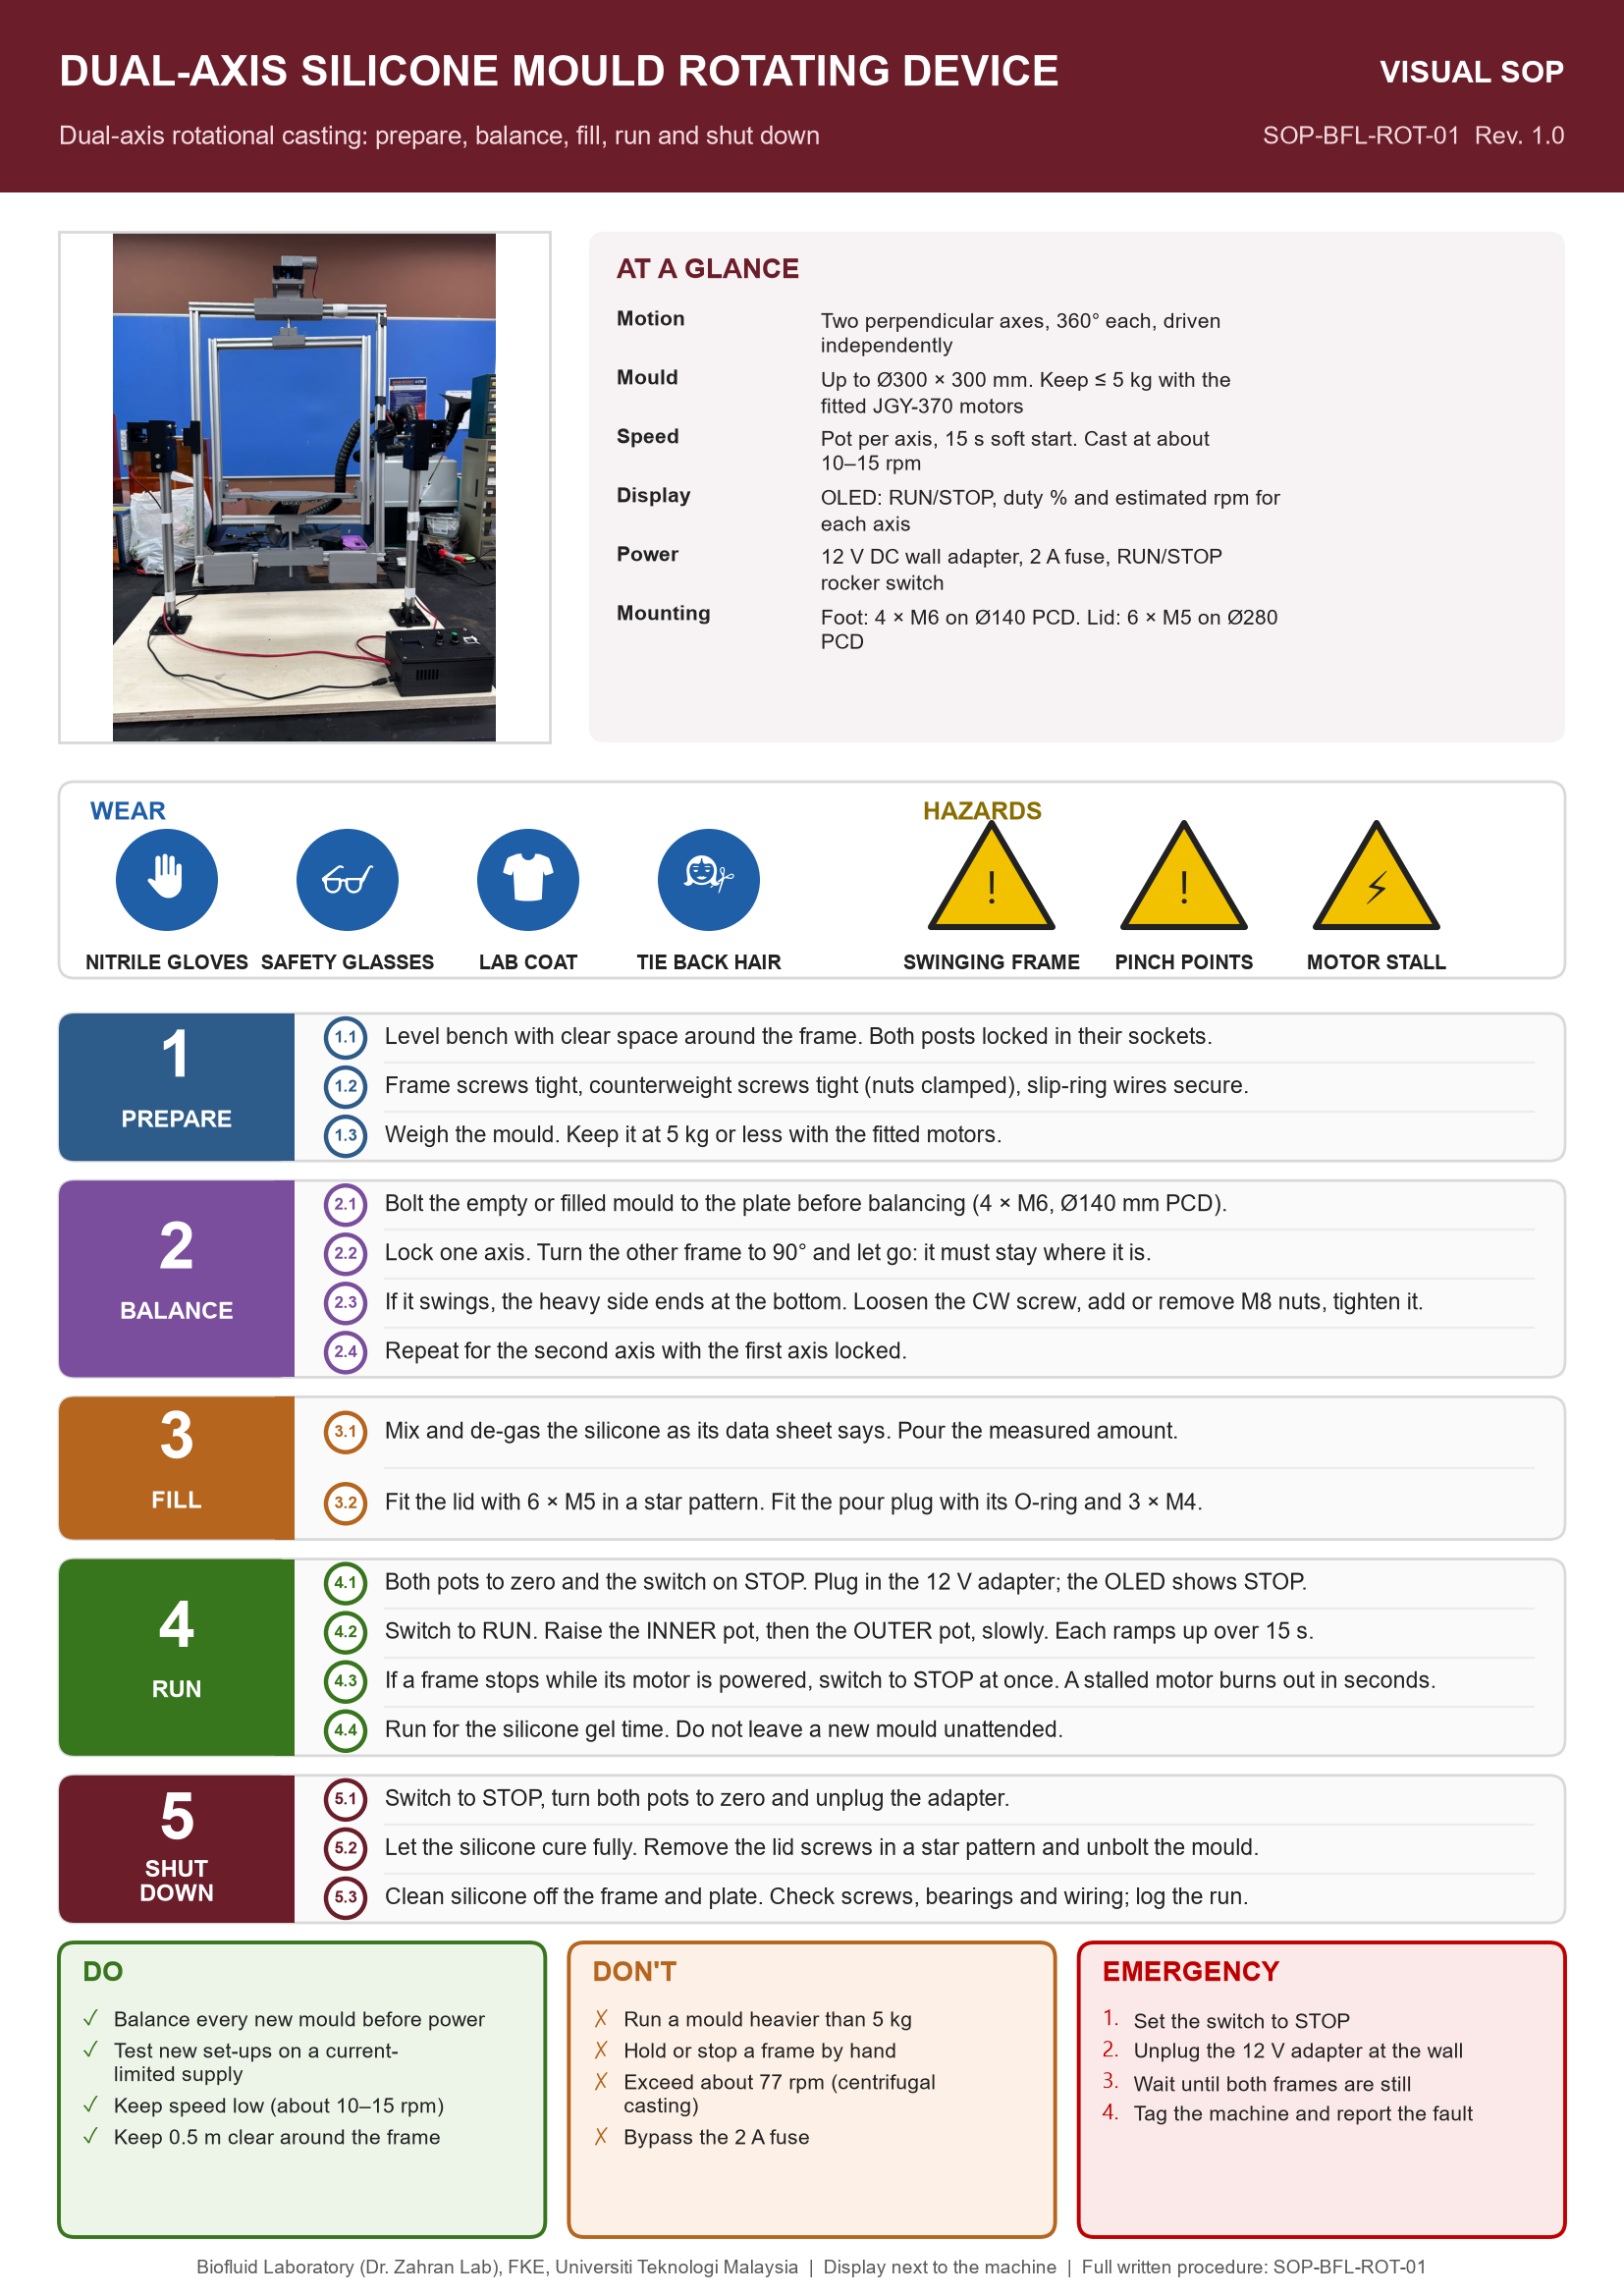 DUAL-AXIS SILICONE MOULD ROTATING DEVICE
VISUAL SOP
Dual-axis rotational casting: prepare, balance, fill, run and shut down
SOP-BFL-ROT-01 Rev. 1.0
AT A GLANCE
Motion
Two perpendicular axes, 360° each, driven
independently
Mould
Up to Ø300 × 300 mm. Keep ≤ 5 kg with the
fitted JGY-370 motors
Speed
Pot per axis, 15 s soft start. Cast at about
10–15 rpm
Display
OLED: RUN/STOP, duty % and estimated rpm for
each axis
Power
12 V DC wall adapter, 2 A fuse, RUN/STOP
rocker switch
Mounting
Foot: 4 × M6 on Ø140 PCD. Lid: 6 × M5 on Ø280
PCD
WEAR
NITRILE GLOVES
SAFETY GLASSES
LAB COAT
TIE BACK HAIR
HAZARDS
!
!
SWINGING FRAME
PINCH POINTS
MOTOR STALL
1
PREPARE
1.1 Level bench with clear space around the frame. Both posts locked in their sockets.
1.2 Frame screws tight, counterweight screws tight (nuts clamped), slip-ring wires secure.
1.3 Weigh the mould. Keep it at 5 kg or less with the fitted motors.
2
BALANCE
2.1 Bolt the empty or filled mould to the plate before balancing (4 × M6, Ø140 mm PCD).
2.2 Lock one axis. Turn the other frame to 90° and let go: it must stay where it is.
2.3 If it swings, the heavy side ends at the bottom. Loosen the CW screw, add or remove M8 nuts, tighten it.
2.4 Repeat for the second axis with the first axis locked.
3
FILL
3.1 Mix and de-gas the silicone as its data sheet says. Pour the measured amount.
3.2 Fit the lid with 6 × M5 in a star pattern. Fit the pour plug with its O-ring and 3 × M4.
4
RUN
4.1 Both pots to zero and the switch on STOP. Plug in the 12 V adapter; the OLED shows STOP.
4.2 Switch to RUN. Raise the INNER pot, then the OUTER pot, slowly. Each ramps up over 15 s.
4.3 If a frame stops while its motor is powered, switch to STOP at once. A stalled motor burns out in seconds.
4.4 Run for the silicone gel time. Do not leave a new mould unattended.
5
SHUT
DOWN
5.1 Switch to STOP, turn both pots to zero and unplug the adapter.
5.2 Let the silicone cure fully. Remove the lid screws in a star pattern and unbolt the mould.
5.3 Clean silicone off the frame and plate. Check screws, bearings and wiring; log the run.
DO
✓ Balance every new mould before power
✓ Test new set-ups on a current-
limited supply
✓ Keep speed low (about 10–15 rpm)
✓ Keep 0.5 m clear around the frame
DON'T
✗ Run a mould heavier than 5 kg
✗ Hold or stop a frame by hand
✗ Exceed about 77 rpm (centrifugal
casting)
✗ Bypass the 2 A fuse
EMERGENCY
1. Set the switch to STOP
2. Unplug the 12 V adapter at the wall
3. Wait until both frames are still
4. Tag the machine and report the fault
Biofluid Laboratory (Dr. Zahran Lab), FKE, Universiti Teknologi Malaysia | Display next to the machine | Full written procedure: SOP-BFL-ROT-01